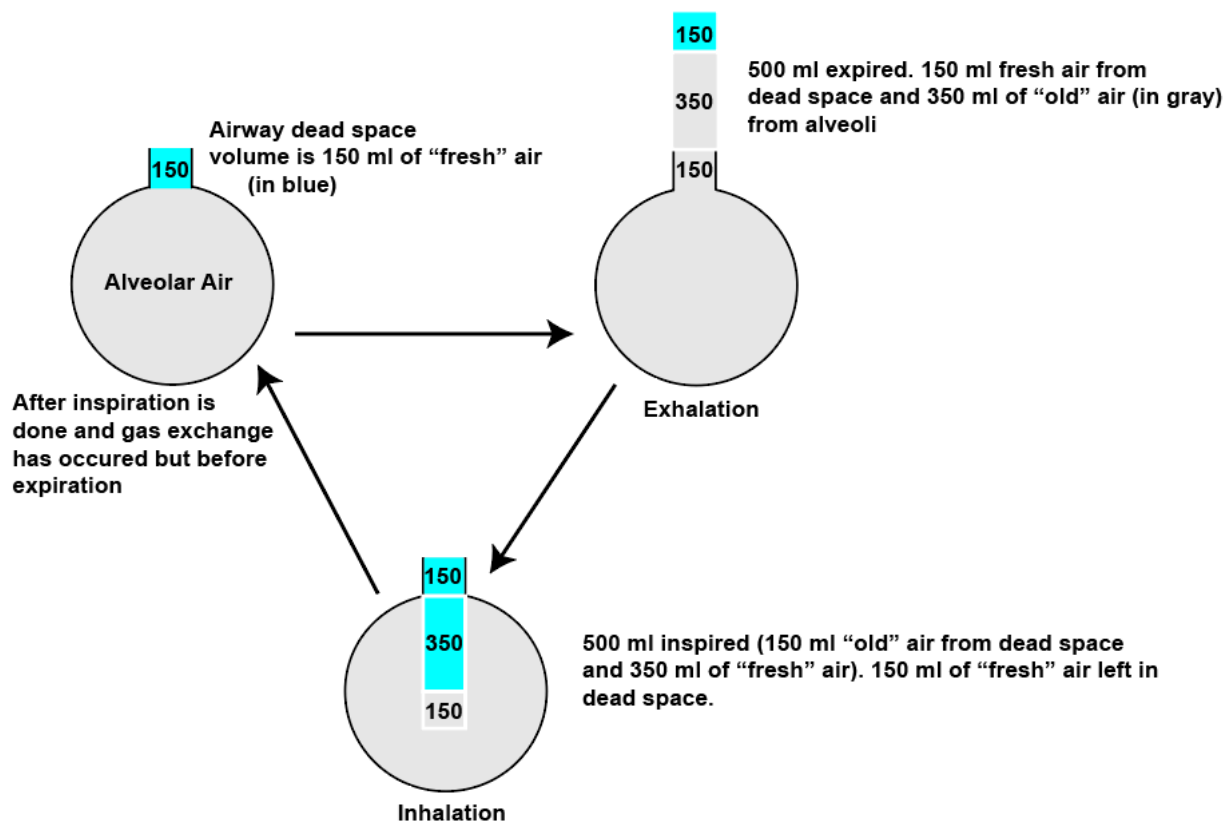 150
Airway dead space
volume is 150 ml of “fresh” air
(in blue)
Alveolar Air
After inspiration is
done and gas exchange
has occured but before
expiration
150
350
150
500 ml expired. 150 ml fresh air from
dead space and 350 ml of “old” air (in gray)
from alveoli
Exhalation
150
350
150
500 ml inspired (150 ml “old” air from dead space
and 350 ml of “fresh” air). 150 ml of “fresh” air left in
dead space.
Inhalation